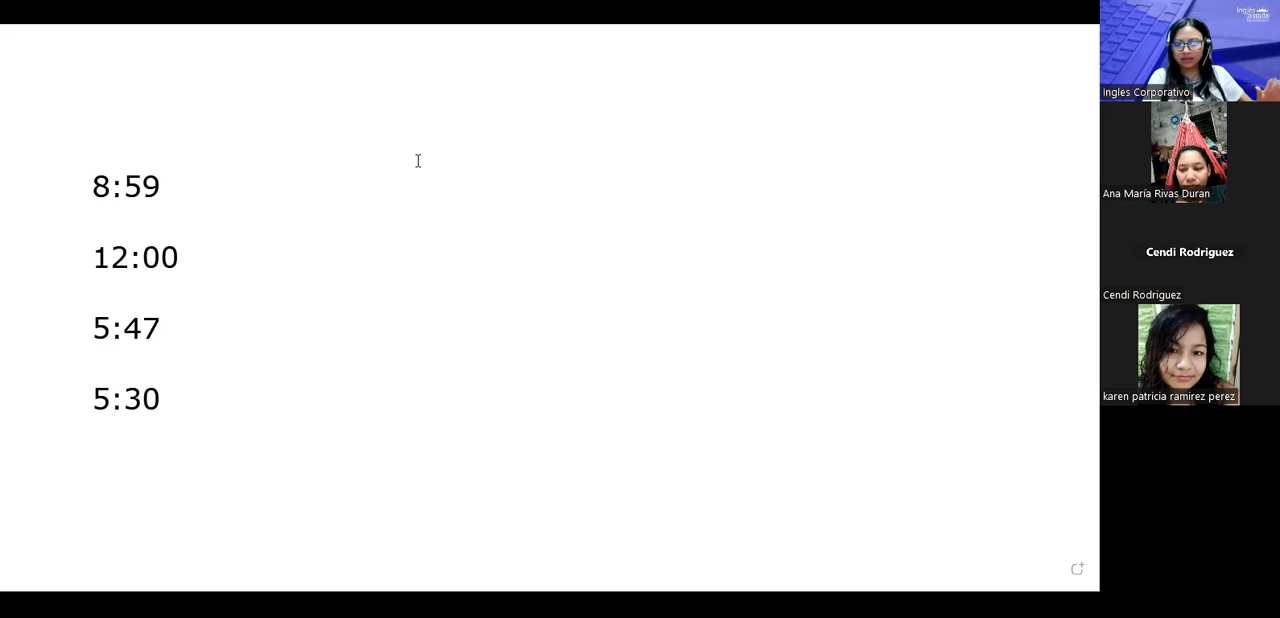 8:59
12:00
5:47
5:30
Ingles
Ingles Corporativo
Ana María Rivas Duran
Cendi Rodriguez
Cendi Rodriguez
karen patricia ramirez perez